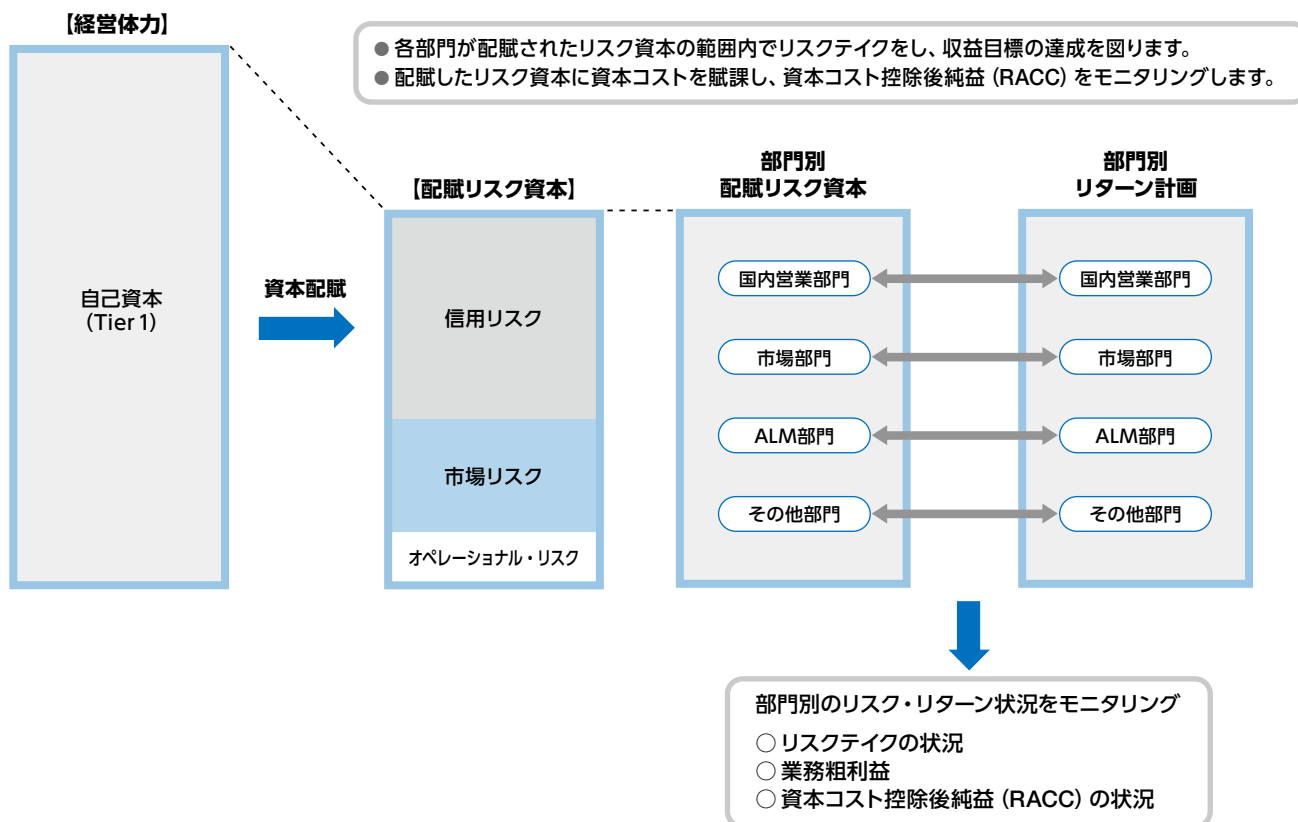 【経営体力】
● 各部門が配賦されたリスク資本の範囲内でリスクテイクをし、収益目標の達成を図ります。
● 配賦したリスク資本に資本コストを賦課し、資本コスト控除後純益（RACC）をモニタリングします。
自己資本
（Tier 1）
資本配賦
【配賦リスク資本】
信用リスク
市場リスク
オペレーショナル・リスク
部門別
配賦リスク資本
国内営業部門
市場部門
ALM部門
その他部門
部門別
リターン計画
国内営業部門
市場部門
ALM部門
その他部門
部門別のリスク・リターン状況をモニタリング
○ リスクテイクの状況
○ 業務粗利益
○ 資本コスト控除後純益（RACC）の状況